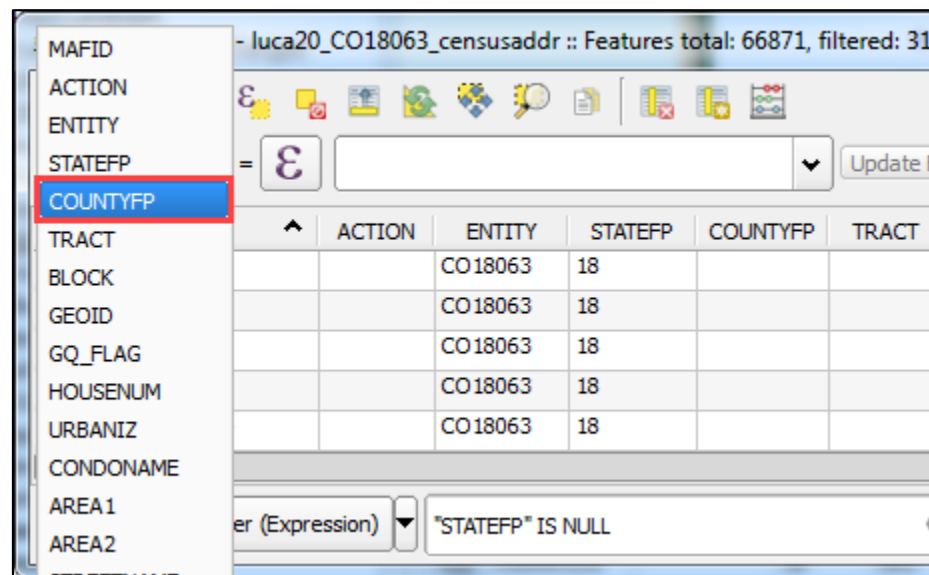 - luca20_CO18063_censusaddr :: Features total: 66871, filtered: 31
MAFID
ACTION
ENTITY
STATEFP
COUNTYFP
TRACT
BLOCK
GEOID
GQ_FLAG
HOUSENUM
URBANIZ
CONDONAME
AREA1
AREA2
= ε Update
ACTION ENTITY STATEFP COUNTYFP TRACT
CO18063 18
CO18063 18
CO18063 18
CO18063 18
CO18063 18
er (Expression) "STATEFP" IS NULL